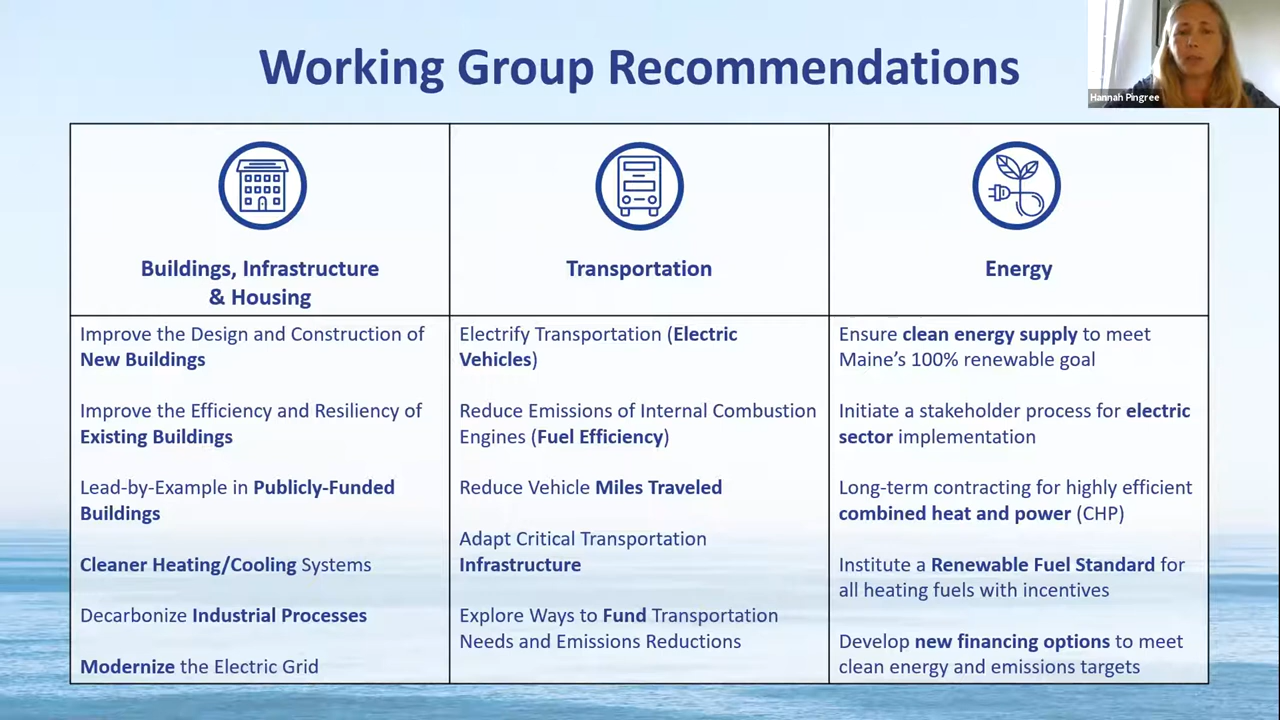 Working Group Recommendations
Hannah Pingree
Buildings, Infrastructure
& Housing
Transportation
Energy
Improve the Design and Construction of
New Buildings
Improve the Efficiency and Resiliency of
Existing Buildings
Lead-by-Example in Publicly-Funded
Buildings
Cleaner Heating/Cooling Systems
Decarbonize Industrial Processes
Modernize the Electric Grid
Electrify Transportation (Electric
Vehicles)
Reduce Emissions of Internal Combustion
Engines (Fuel Efficiency)
Reduce Vehicle Miles Traveled
Adapt Critical Transportation
Infrastructure
Explore Ways to Fund Transportation
Needs and Emissions Reductions
Ensure clean energy supply to meet
Maine’s 100% renewable goal
Initiate a stakeholder process for electric
sector implementation
Long-term contracting for highly efficient
combined heat and power (CHP)
Institute a Renewable Fuel Standard for
all heating fuels with incentives
Develop new financing options to meet
clean energy and emissions targets